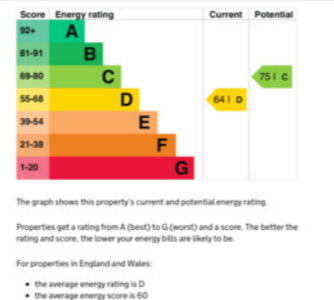 Score Energy rating Current Potential
92+ A
81-91 B
69-80 C 75 | C
55-68 D 64 | D
39-54 E
21-38 F
1-20 G
The graph shows this property's current and potential energy rating.
Properties get a rating from A (best) to G (worst) and a score. The better the
rating and score, the lower your energy bills are likely to be.
For properties in England and Wales:
• the average energy rating is D
• the average energy score is 60